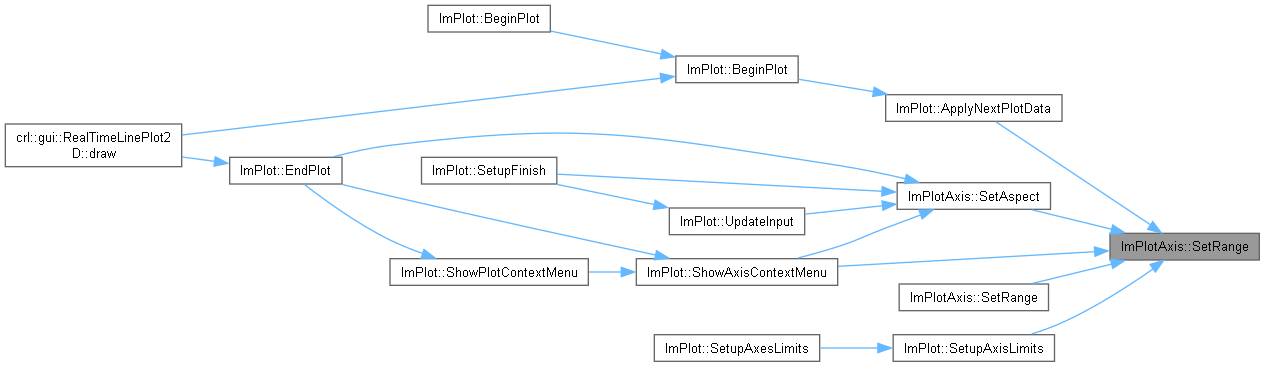 ImPlot::BeginPlot
ImPlot::BeginPlot
ImPlot::ApplyNextPlotData
crl::gui::RealTimeLinePlot2
D::draw
ImPlot::EndPlot
ImPlot::SetupFinish
ImPlotAxis::SetAspect
ImPlot::UpdateInput
ImPlotAxis::SetRange
ImPlot::ShowPlotContextMenu
ImPlot::ShowAxisContextMenu
ImPlotAxis::SetRange
ImPlot::SetupAxesLimits
ImPlot::SetupAxisLimits